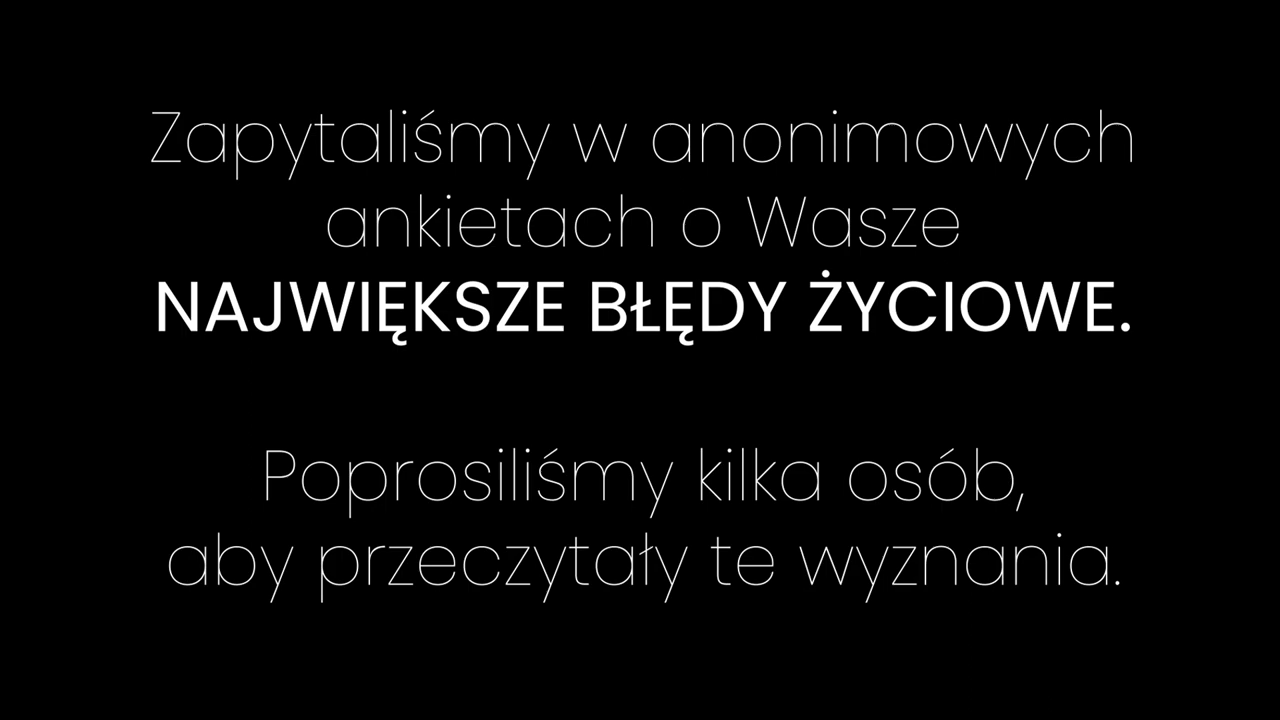 Zapytaliśmy w anonimowych
ankietach o Wasze
NAJWIĘKSZE BŁĘDY ŻYCIOWE.
Poprosiliśmy kilka osób,
aby przeczytały te wyznania.